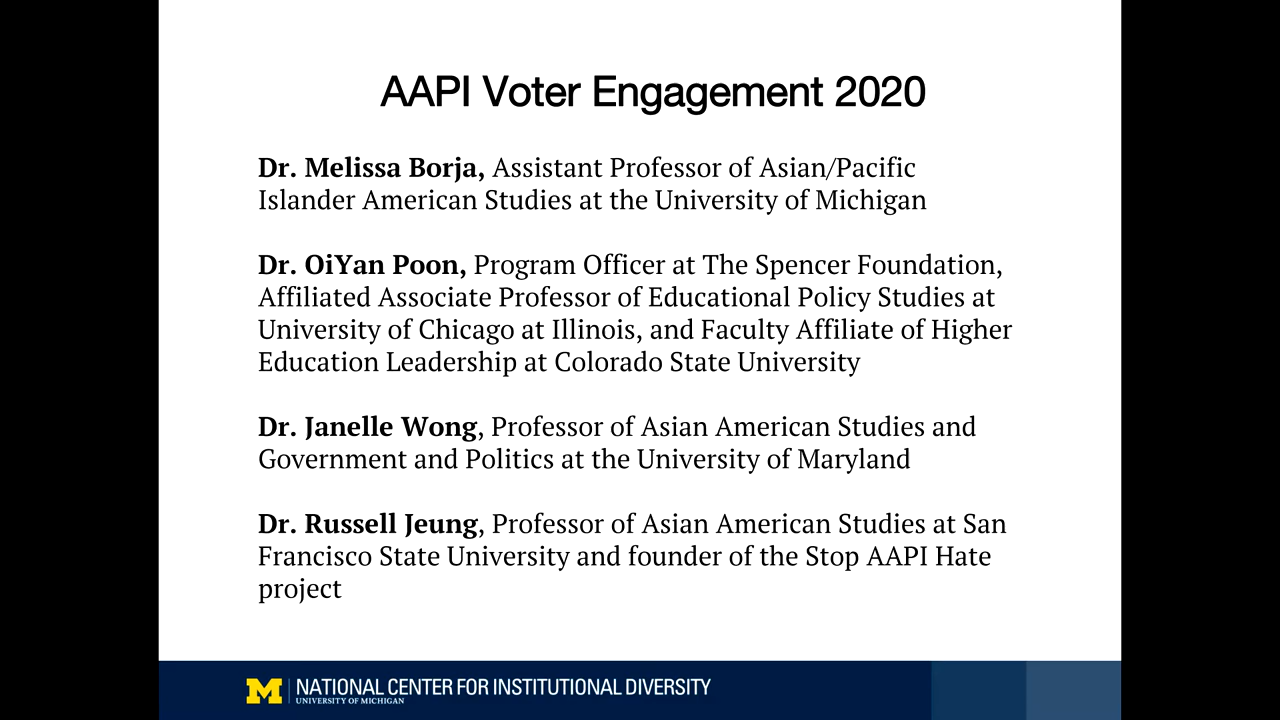 AAPI Voter Engagement 2020
Dr. Melissa Borja, Assistant Professor of Asian/Pacific
Islander American Studies at the University of Michigan
Dr. OiYan Poon, Program Officer at The Spencer Foundation,
Affiliated Associate Professor of Educational Policy Studies at
University of Chicago at Illinois, and Faculty Affiliate of Higher
Education Leadership at Colorado State University
Dr. Janelle Wong, Professor of Asian American Studies and
Government and Politics at the University of Maryland
Dr. Russell Jeung, Professor of Asian American Studies at San
Francisco State University and founder of the Stop AAPI Hate
project
M
NATIONAL CENTER FOR INSTITUTIONAL DIVERSITY
UNIVERSITY OF MICHIGAN